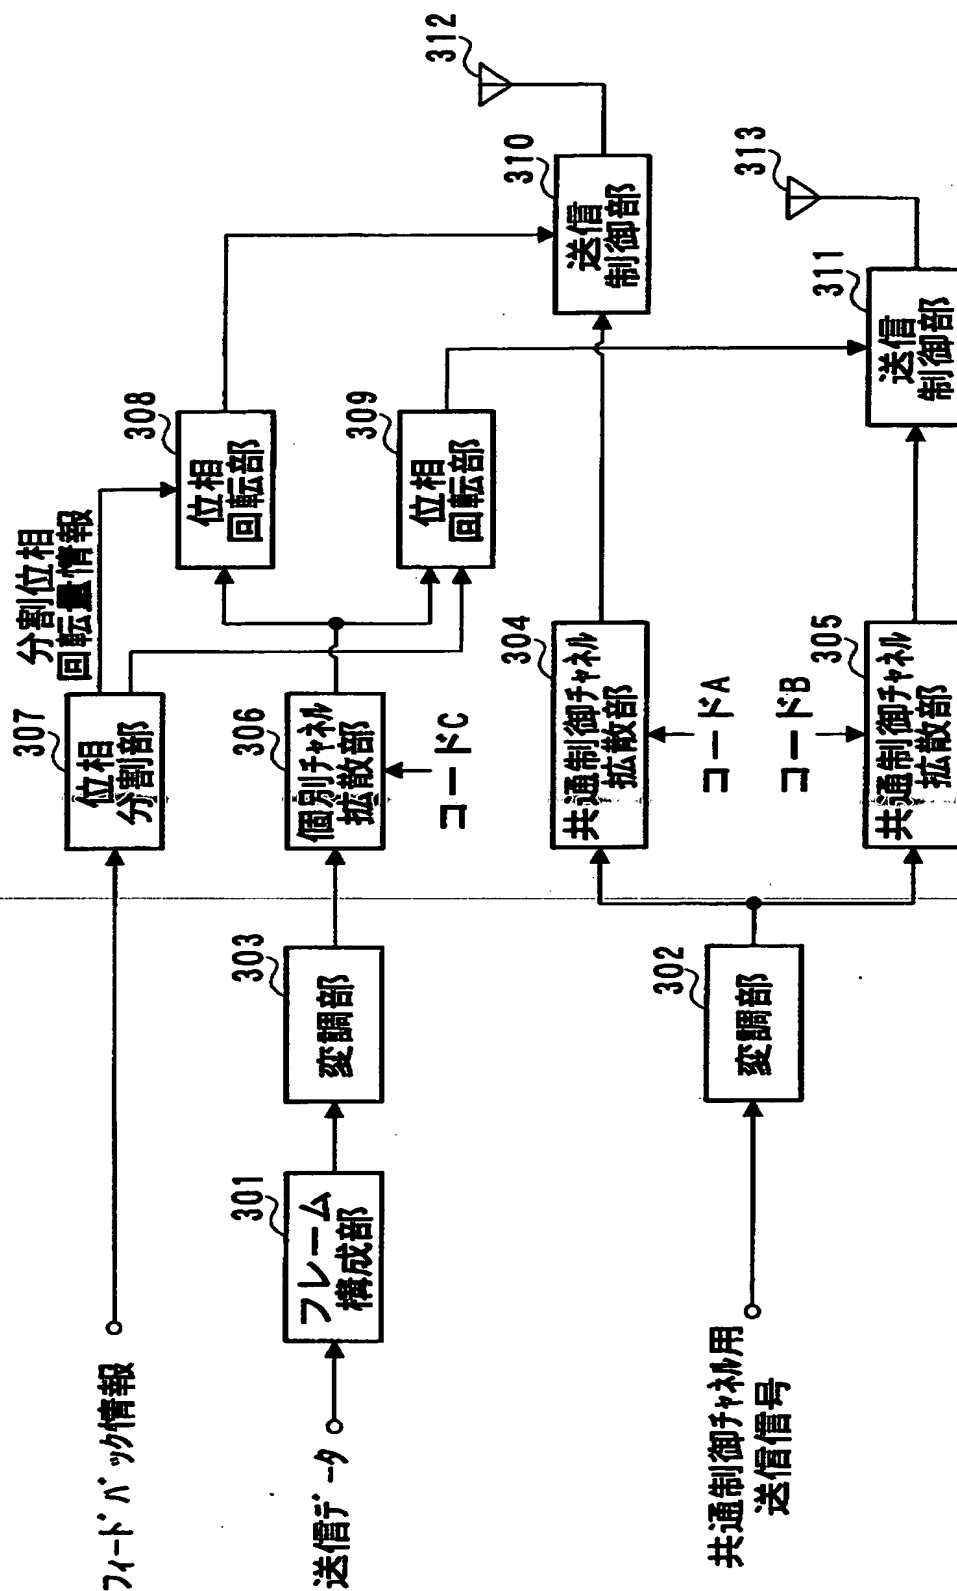 フィードバック情報
307
位相
分割部
分割位相
回転量情報
308
位相
回転部
送信データ
301
フレーム
構成部
303
変調部
306
個別チャネル
拡散部
コードC
309
位相
回転部
304
共通制御チャネル
拡散部
コードA
310
送信
制御部
312
共通制御チャネル用
送信信号
302
変調部
コードB
305
共通制御チャネル
拡散部
311
送信
制御部
313